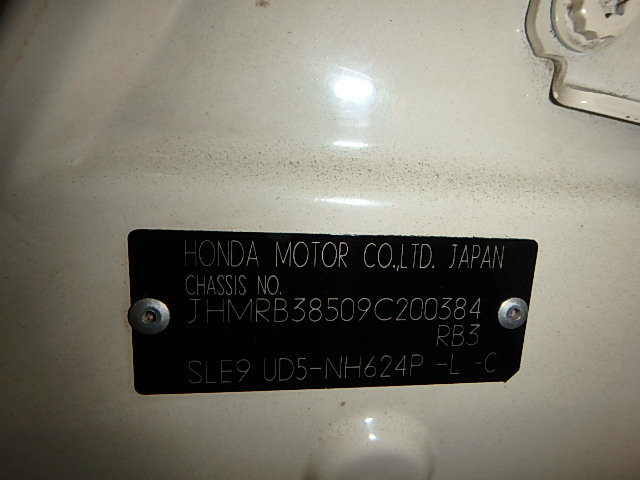 HONDA MOTOR CO.,LTD. JAPAN
CHASSIS NO.
JHMRB38509C200384
RB3
SLE9 UD5-NH624P -L -C